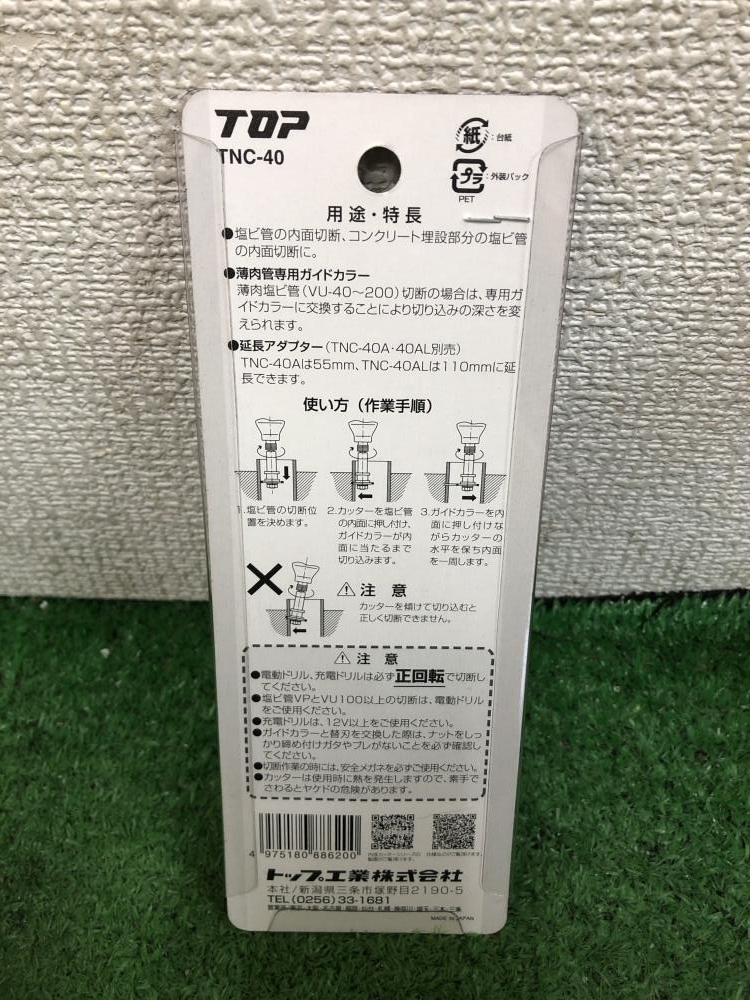 TOP
TNC-40
紙:台紙
プラ:外装パック
PET
用途・特長
●塩ビ管の内面切断、コンクリート埋設部分の塩ビ管
の内面切断に。
●薄肉管専用ガイドカラー
薄肉塩ビ管(VU-40～200)切断の場合は、専用ガ
イドカラーに交換することにより切り込みの深さを変
えられます。
●延長アダプター(TNC-40A・40AL別売)
TNC-40Aは55mm、TNC-40ALは110mmに延
長できます。
使い方(作業手順)
1.塩ビ管の切断位
置を決めます。
2.カッターを塩ビ管
の内面に押し付け、
ガイドカラーが内
面に当たるまで
切り込みます。
3.ガイドカラーを内
面に押し付けな
がらカッターの
水平を保ち内面
を一周します。
⚠注 意
カッターを傾けて切り込むと
正しく切断できません。
⚠注 意
●電動ドリル、充電ドリルは必ず正回転で切断し
てください。
●塩ビ管VPとVU100以上の切断は、電動ドリル
をご使用ください。
●充電ドリルは、12V以上をご使用ください。
●ガイドカラーと替刃を交換した際は、ナットをしっ
かり締め付けガタやブレがないことを必ず確認し
てください。
●切断作業の時には、安全メガネを必ずご使用ください。
●カッターは使用時に熱を発生しますので、素手で
さわるとヤケドの危険があります。
4 975180 886200
トップ工業株式会社
本社/新潟県三条市塚野目2190-5
TEL(0256)33-1681
MADE IN JAPAN